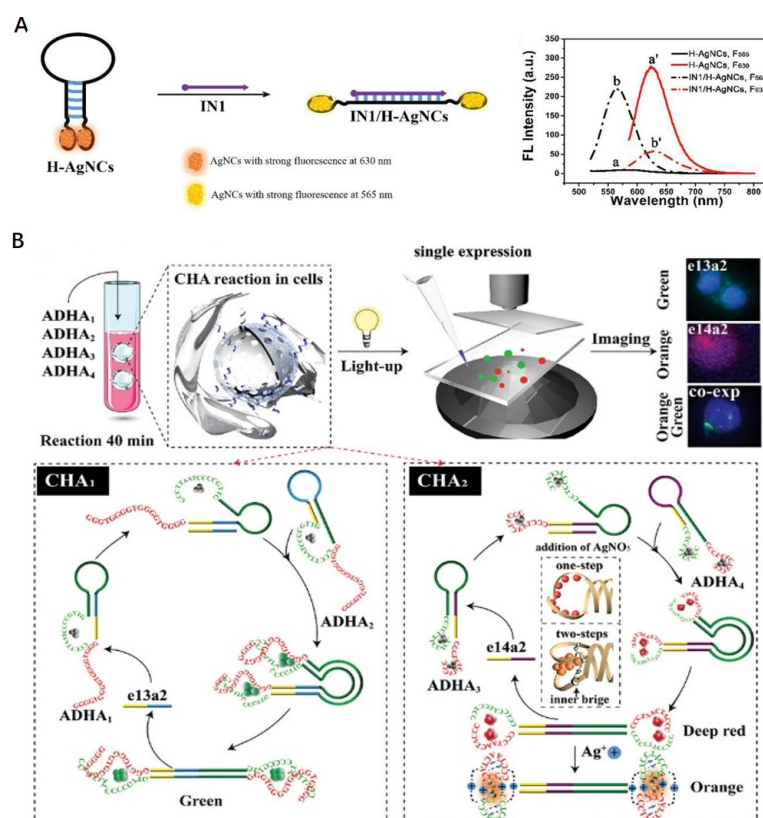 A
H-AgNCs
IN1
IN1/H-AgNCs
AgNCs with strong fluorescence at 630 nm
AgNCs with strong fluorescence at 565 nm
FL Intensity (a.u.)
350
300
250
200
150
100
50
0
500 550 600 650 700 750 800
Wavelength (nm)
H-AgNCs, F565
H-AgNCs, F630
IN1/H-AgNCs, F56
IN1/H-AgNCs, F63
a'
b
b'
a
B
ADHA1
ADHA2
ADHA3
ADHA4
Reaction 40 min
CHA reaction in cells
Light-up
single expression
Imaging
e13a2
Green
e14a2
Orange
co-exp
Orange
Green
CHA1
GGGTGGGGTGGGGTGGGG
ADHA2
ADHA1
e13a2
Green
CHA2
addition of AgNO3
one-step
two-steps
inner brige
ADHA4
ADHA3
e14a2
Deep red
Ag+
Orange